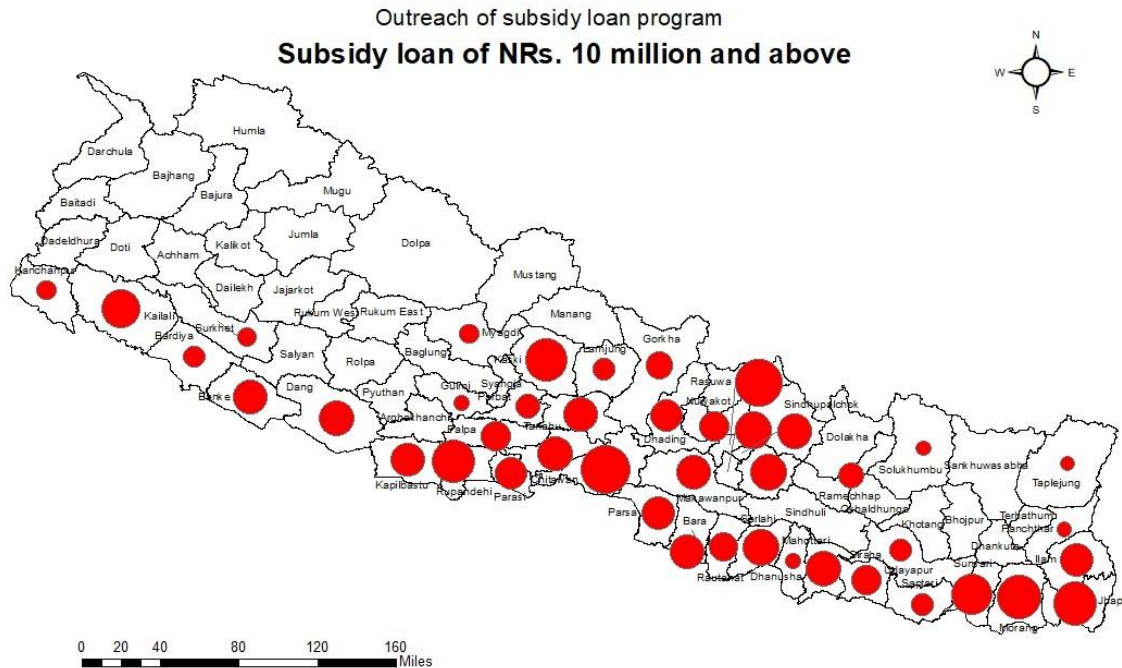 Outreach of subsidy loan program
Subsidy loan of NRs. 10 million and above
N
W
E
S
Humla
Darchula
Bajhang
Mugu
Bajura
Baitadi
Jumla
Dadeldhura
Doti
Kalikot
Dolpa
Achham
Kanchanpur
Mustang
Dailekh
Jajarkot
Rukum West
Rukum East
Manang
Kailali
Surkhet
Bardiya
Myagdi
Gorkha
Salyan
Rolpa
Baglung
Kaski
Lamjung
Rasuwa
Dang
Pyuthan
Gulmi
Syangja
Parbat
Banke
Nuwakot
Sindhupalchok
Arghakhanchi
Palpa
Tanahu
Dhading
Dolakha
Solukhumbu
Sankhuwasabha
Taplejung
Kapilbastu
Rupandehi
Parasi
Chitawan
Makawanpur
Ramechhap
Okhaldhunga
Sindhuli
Parsa
Bara
Sarlahi
Khotang
Bhojpur
Terhathum
Panchthar
Mahottari
Dhankuta
Rautahat
Dhanusha
Siraha
Udayapur
Sunsari
Ilam
Saptari
Morang
Jhap
0 20 40 80 120 160
Miles